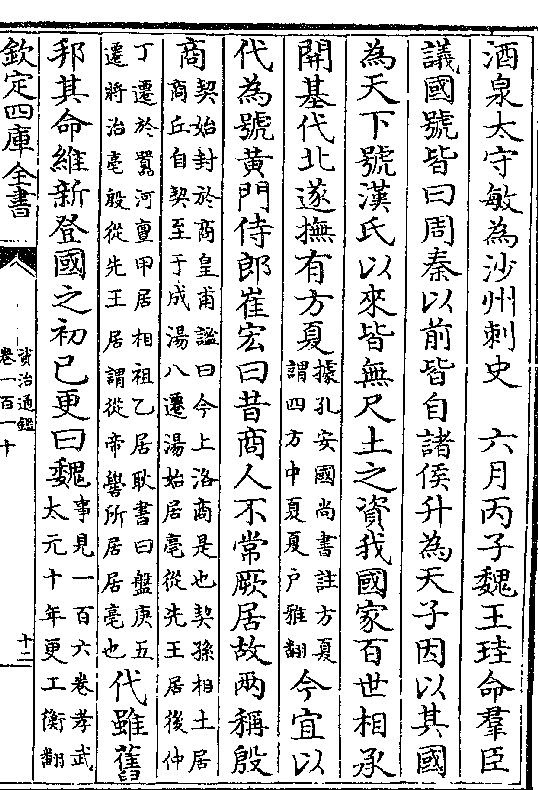 酒泉太守敏為沙州刺史　六月丙子魏王珪命羣臣
議國號皆曰周秦以前皆自諸侯升為天子因以其國
為天下號漢氏以來皆無尺土之資我國家百世相承
開基代北遂撫有方夏
據孔安國尚書註方夏
謂四方中夏夏户雅翻
今宜以
代為號黄門侍郎崔宏曰昔商人不常厥居故兩稱殷
商
契始封於商皇甫謐曰今上洛商是也契孫相土居
商丘自契至于成湯八遷湯始居亳從先王居後仲
丁遷於囂河亶甲居相祖乙居耿書曰盤庚五
遷將治亳殷從先王居謂從帝嚳所居居亳也
代雖舊
邦其命維新登國之初已更曰魏
事見一百六卷孝武
太元十年更工衡翻
欽定四庫全書
資治通鑑
卷一百一十
十二